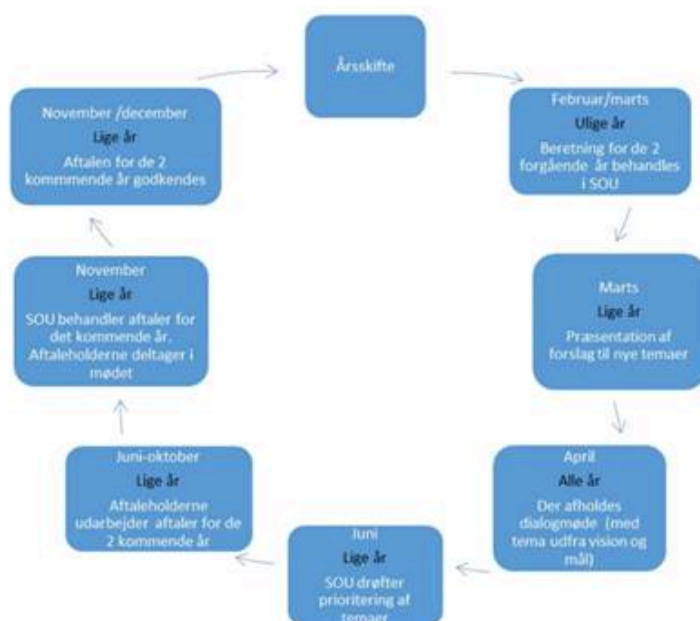 Årsskifte
Februar/marts
Ulige år
Beretning for de 2
forgående år behandles
i SOU
Marts
Lige år
Præsentation af
forslag til nye temaer
April
Alle år
Der afholdes
dialogmøde (med
tema udfra vision og
mål)
Juni
Lige år
SOU drøfter
prioritering af
temaer
Juni-oktober
Lige år
Aftaleholderne
udarbejder aftaler for de
2 kommende år
November
Lige år
SOU behandler aftaler for
det kommende år.
Aftaleholderne deltager i
mødet
November /december
Lige år
Aftalen for de 2
kommmende år godkendes